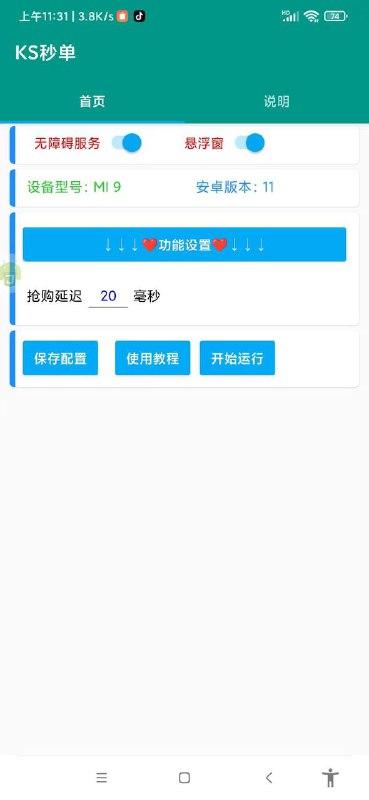 上午11:31 | 3.8K/s HD 74
KS秒单
首页 说明
无障碍服务 悬浮窗
设备型号: MI 9 安卓版本: 11
↓↓↓❤️功能设置❤️↓↓↓
抢购延迟 20 毫秒
保存配置 使用教程 开始运行